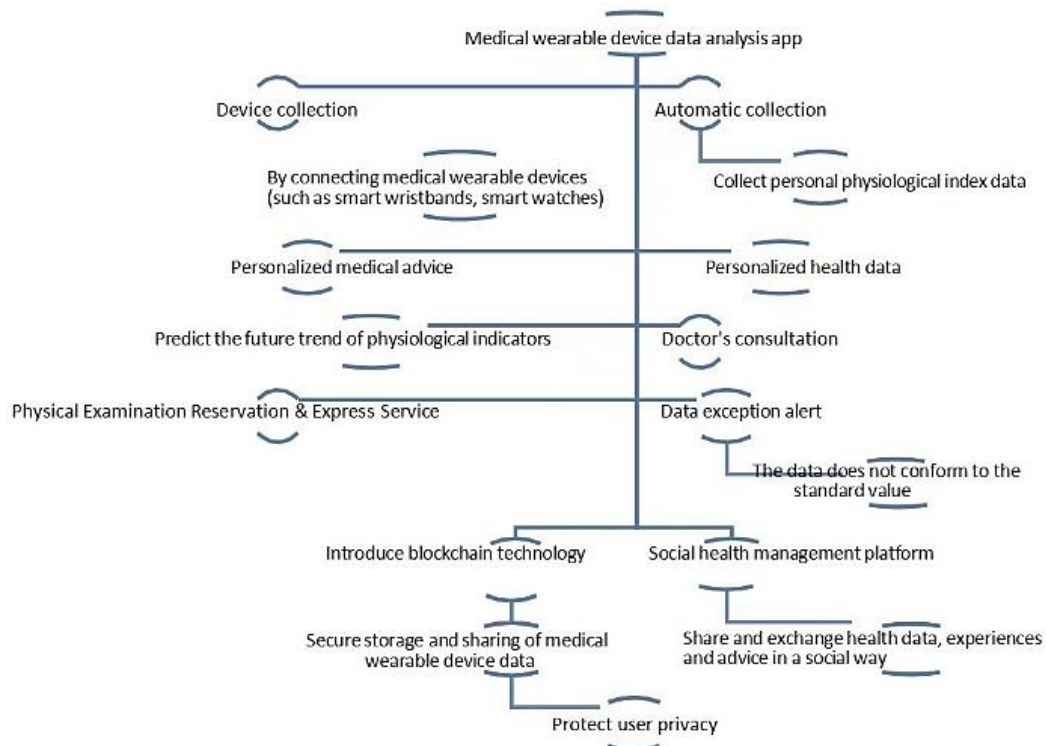 Medical wearable device data analysis app
Device collection
Automatic collection
By connecting medical wearable devices
(such as smart wristbands, smart watches)
Collect personal physiological index data
Personalized medical advice
Personalized health data
Predict the future trend of physiological indicators
Doctor's consultation
Physical Examination Reservation & Express Service
Data exception alert
The data does not conform to the
standard value
Introduce blockchain technology
Social health management platform
Secure storage and sharing of medical
wearable device data
Share and exchange health data, experiences
and advice in a social way
Protect user privacy